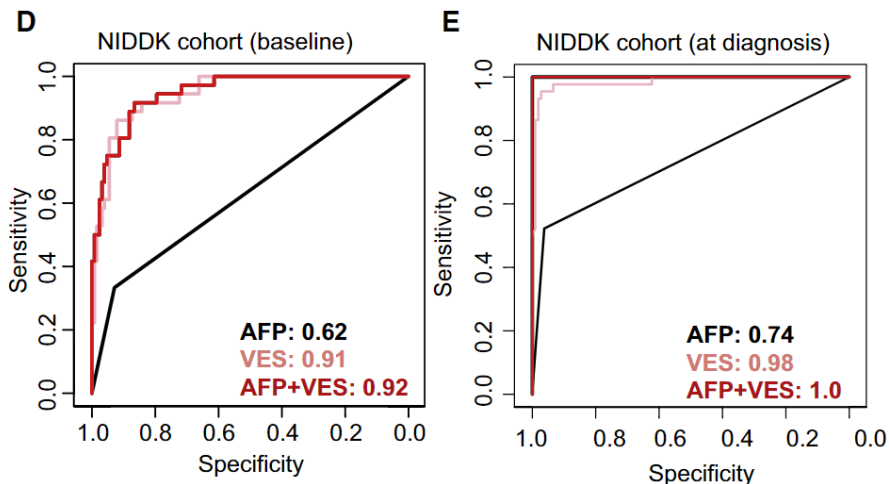 D
NIDDK cohort (baseline)
Sensitivity
1.0
0.8
0.6
0.4
0.2
0.0
AFP: 0.62
VES: 0.91
AFP+VES: 0.92
1.0 0.8 0.6 0.4 0.2 0.0
Specificity
E
NIDDK cohort (at diagnosis)
Sensitivity
1.0
0.8
0.6
0.4
0.2
0.0
AFP: 0.74
VES: 0.98
AFP+VES: 1.0
1.0 0.8 0.6 0.4 0.2 0.0
Specificity